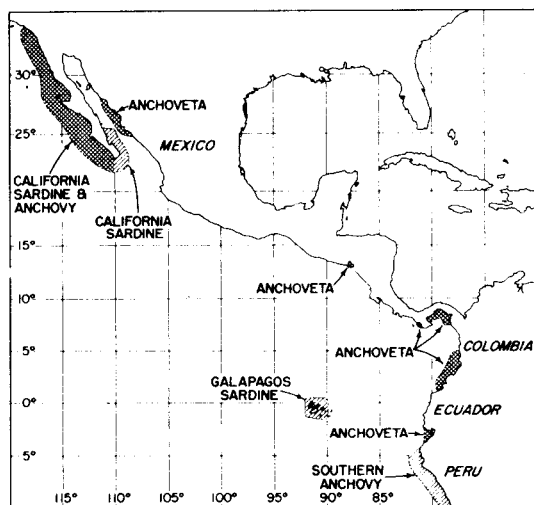 30°
ANCHOVETA
MEXICO
25°
CALIFORNIA
SARDINE &
ANCHOVY
20°
CALIFORNIA
SARDINE
15°
ANCHOVETA
10°
5°
ANCHOVETA
COLOMBIA
GALAPAGOS
SARDINE
0°
ECUADOR
ANCHOVETA
5°
SOUTHERN
ANCHOVY
PERU
115° 110° 105° 100° 95° 90° 85°